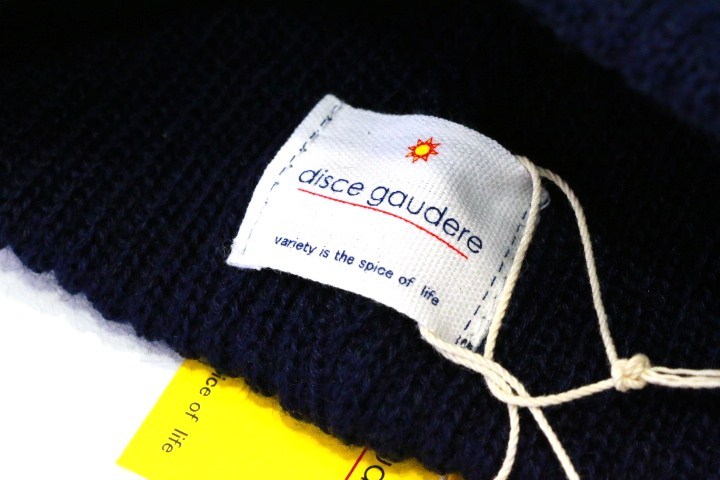 disce gaudere
variety is the spice of life
ice of life